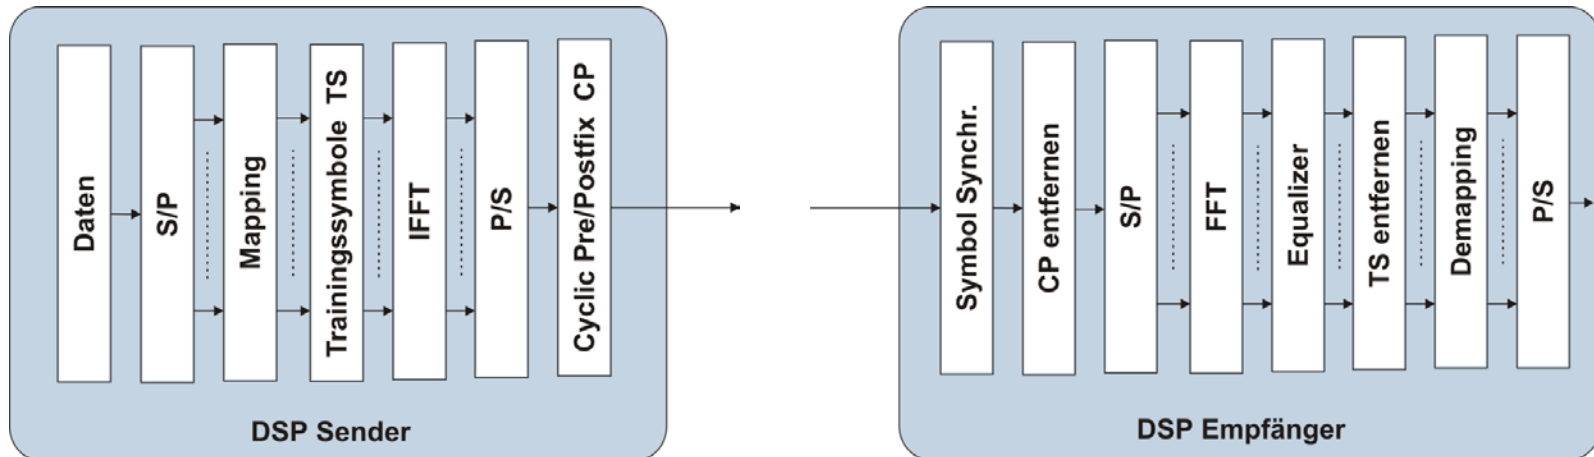 Daten
S/P
Mapping
Trainingssymbole TS
IFFT
P/S
Cyclic Pre/Postfix CP
DSP Sender
Symbol Synchr.
CP entfernen
S/P
FFT
Equalizer
TS entfernen
Demapping
P/S
DSP Empfänger